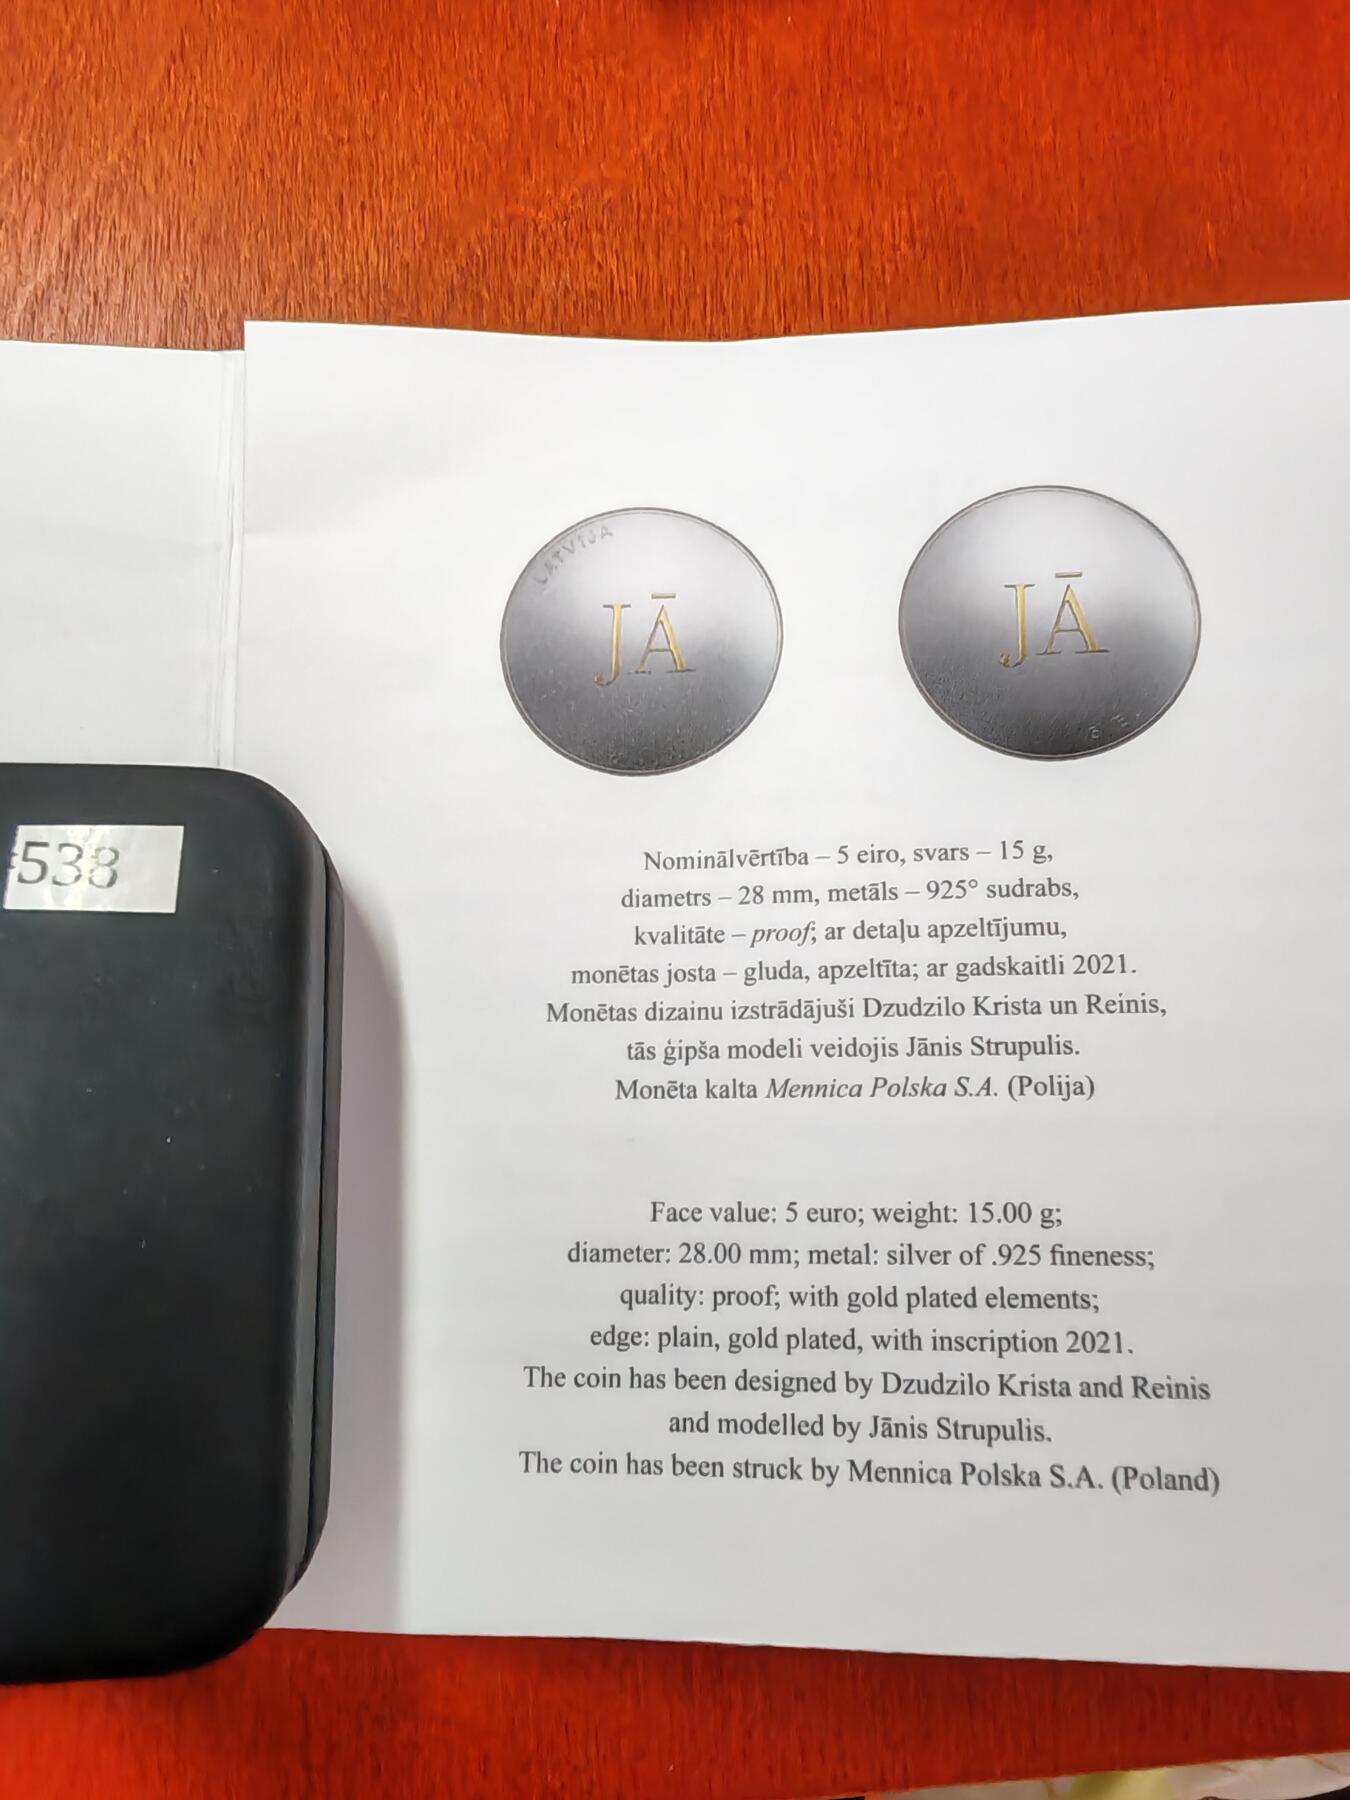 LATVIJA
JĀ
JĀ
538
Nominālvērtība – 5 eiro, svars – 15 g,
diametrs – 28 mm, metāls – 925° sudrabs,
kvalitāte – proof; ar detaļu apzeltījumu,
monētas josta – gluda, apzeltīta; ar gadskaitli 2021.
Monētas dizainu izstrādājuši Dzudzilo Krista un Reinis,
tās ģipša modeli veidojis Jānis Strupulis.
Monēta kalta Mennica Polska S.A. (Polija)
Face value: 5 euro; weight: 15.00 g;
diameter: 28.00 mm; metal: silver of .925 fineness;
quality: proof; with gold plated elements;
edge: plain, gold plated, with inscription 2021.
The coin has been designed by Dzudzilo Krista and Reinis
and modelled by Jānis Strupulis.
The coin has been struck by Mennica Polska S.A. (Poland)